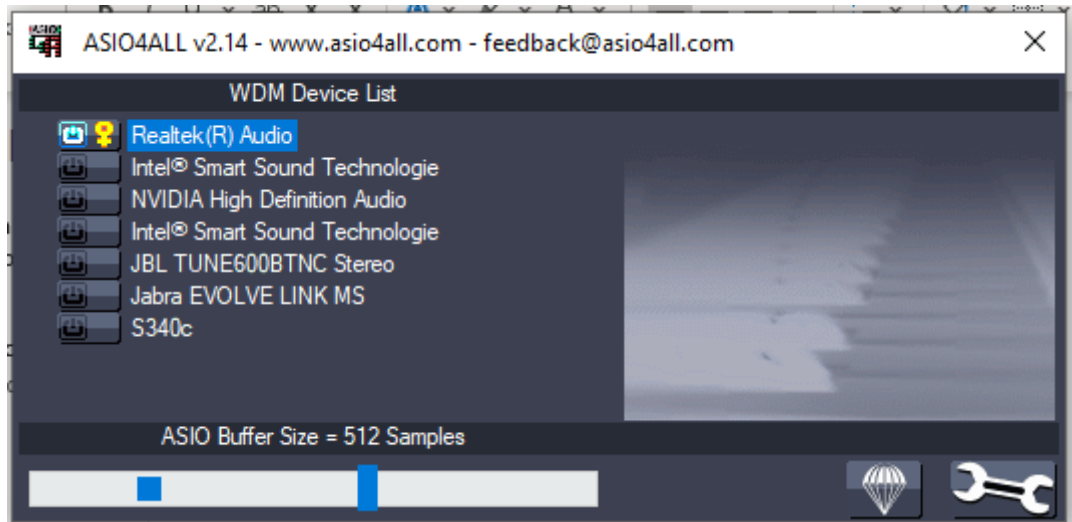 ASIO4ALL v2.14 - www.asio4all.com - feedback@asio4all.com
WDM Device List
Realtek(R) Audio
Intel® Smart Sound Technologie
NVIDIA High Definition Audio
Intel® Smart Sound Technologie
JBL TUNE600BTNC Stereo
Jabra EVOLVE LINK MS
S340c
ASIO Buffer Size = 512 Samples